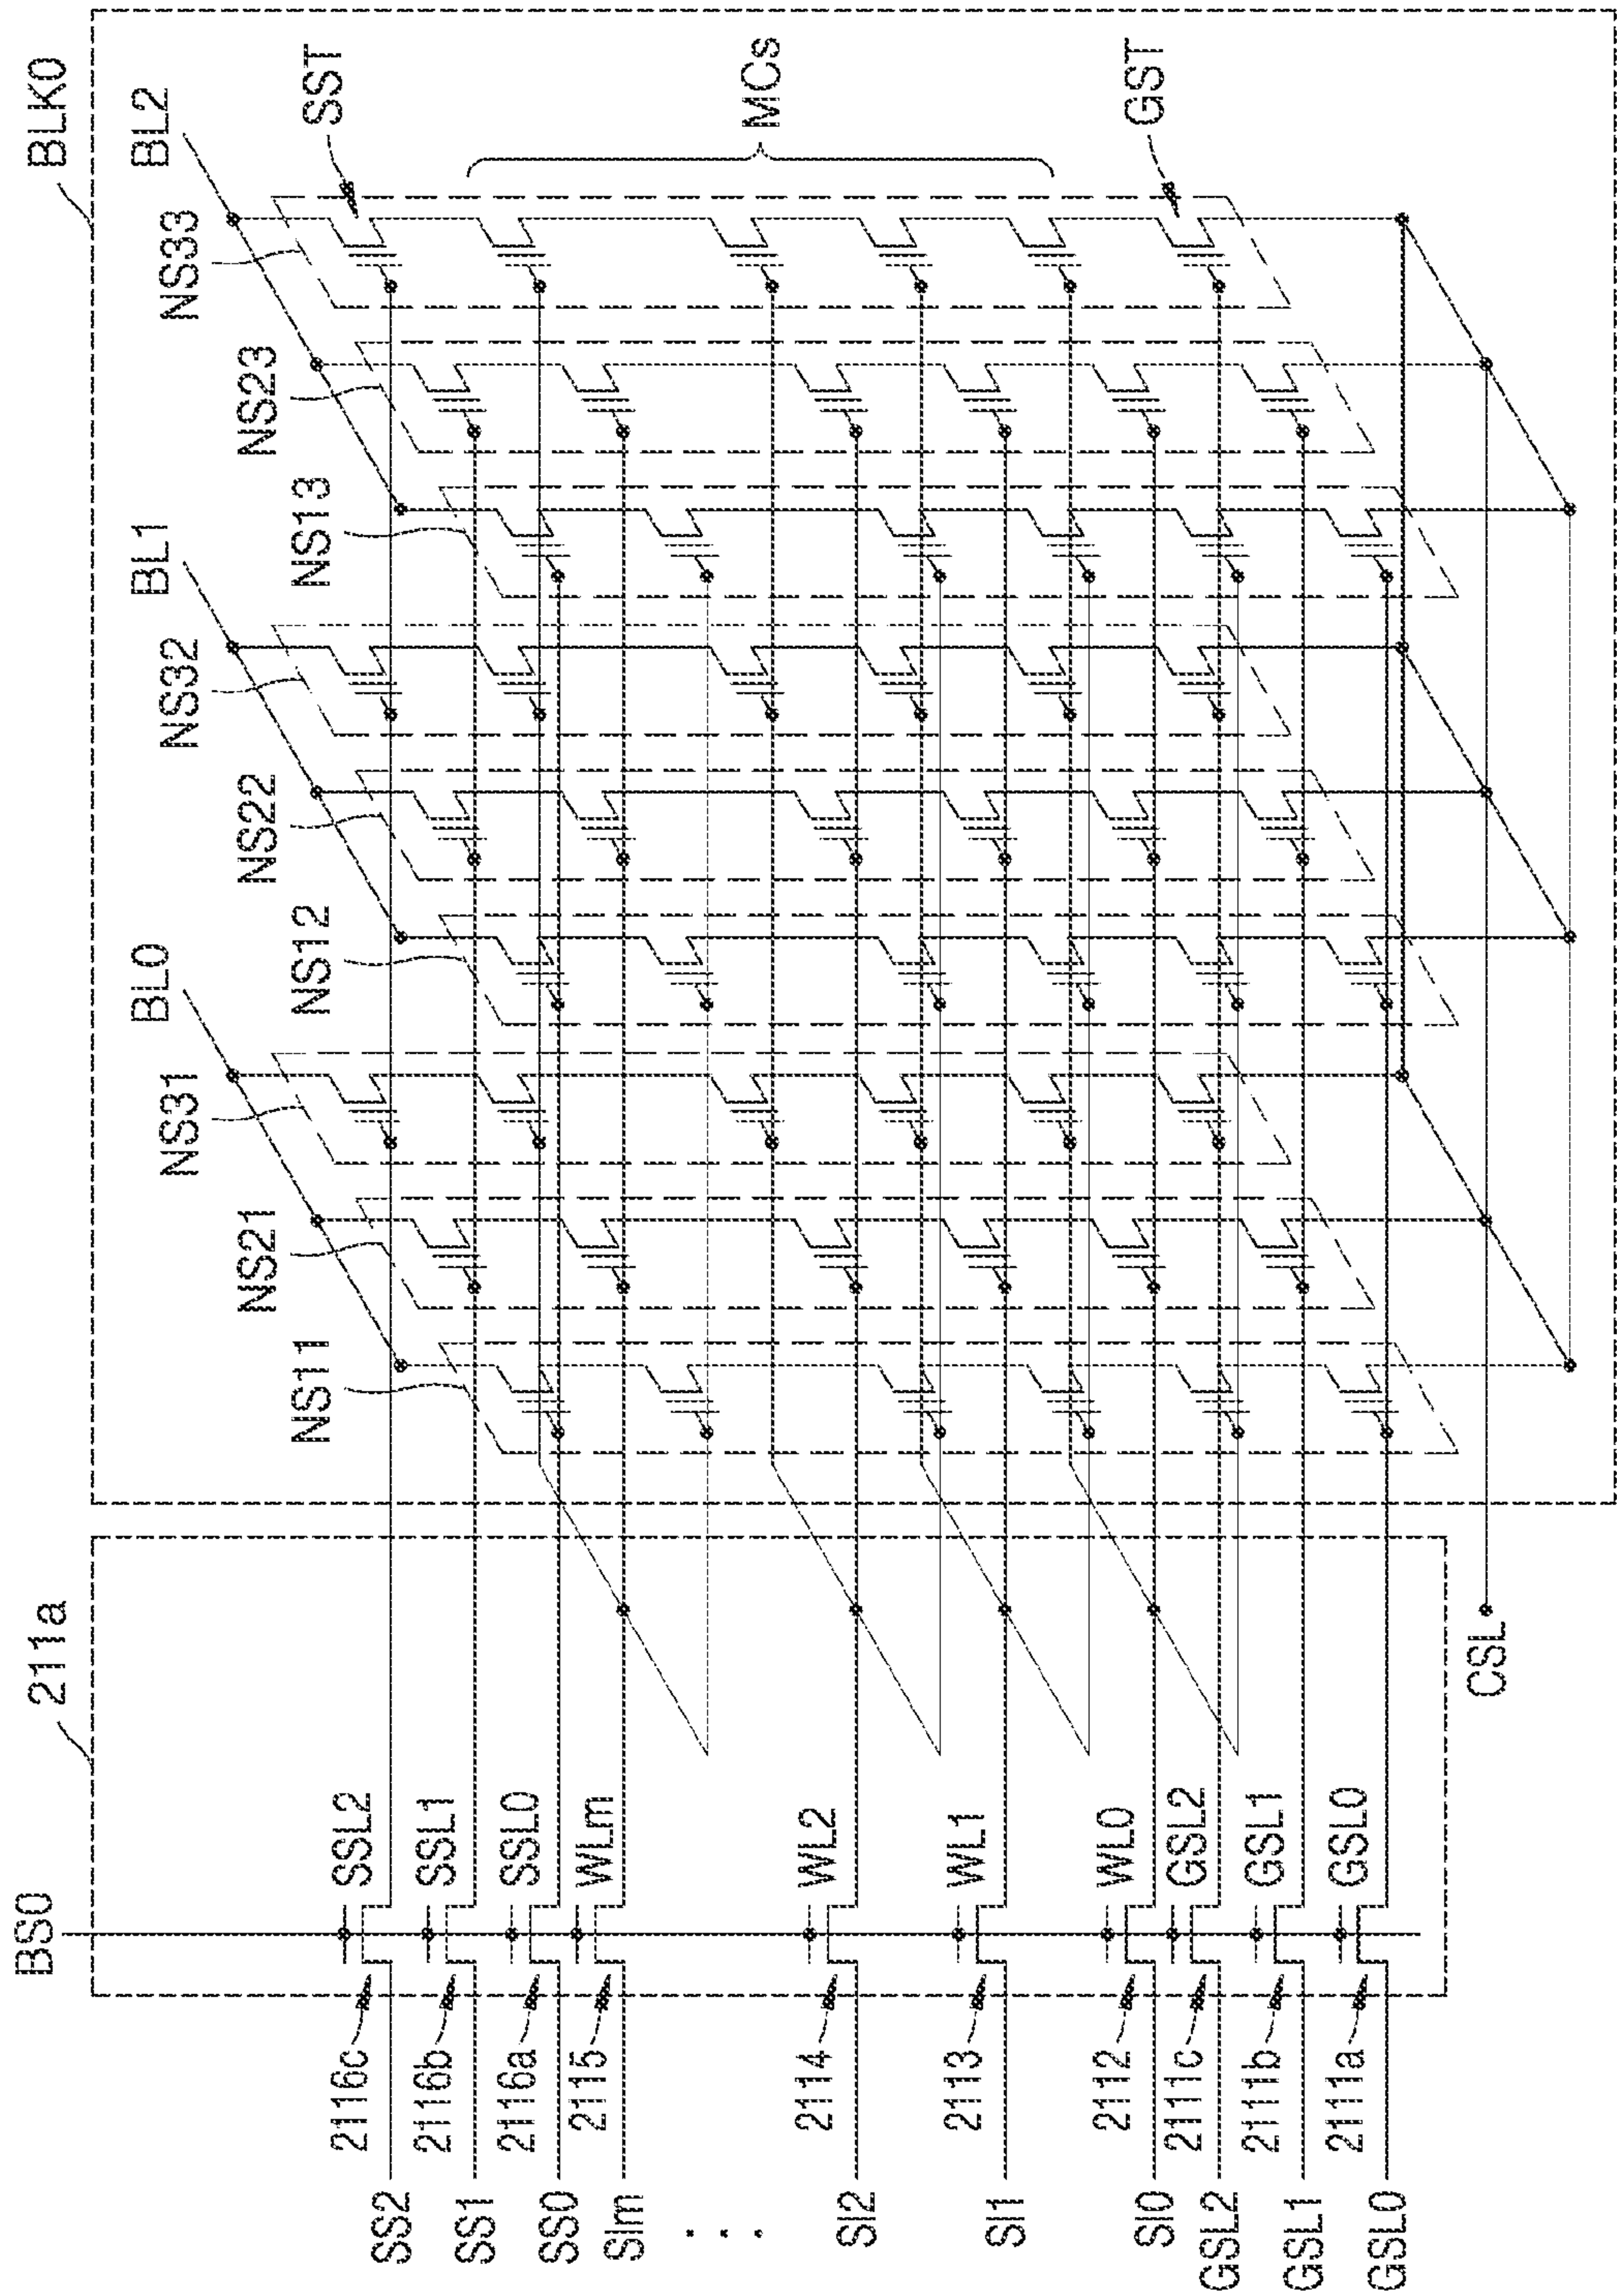 BS0
211a
BLK0
BL0
BL1
BL2
NS11
NS21
NS31
NS12
NS22
NS32
NS13
NS23
NS33
SST
MCs
GST
SS2
2116c
SSL2
SS1
2116b
SSL1
SS0
2116a
SSL0
SIm
2115
WLm
SI2
2114
WL2
SI1
2113
WL1
SI0
2112
WL0
GSL2
2111c
GSL2
GSL1
2111b
GSL1
GSL0
2111a
GSL0
CSL